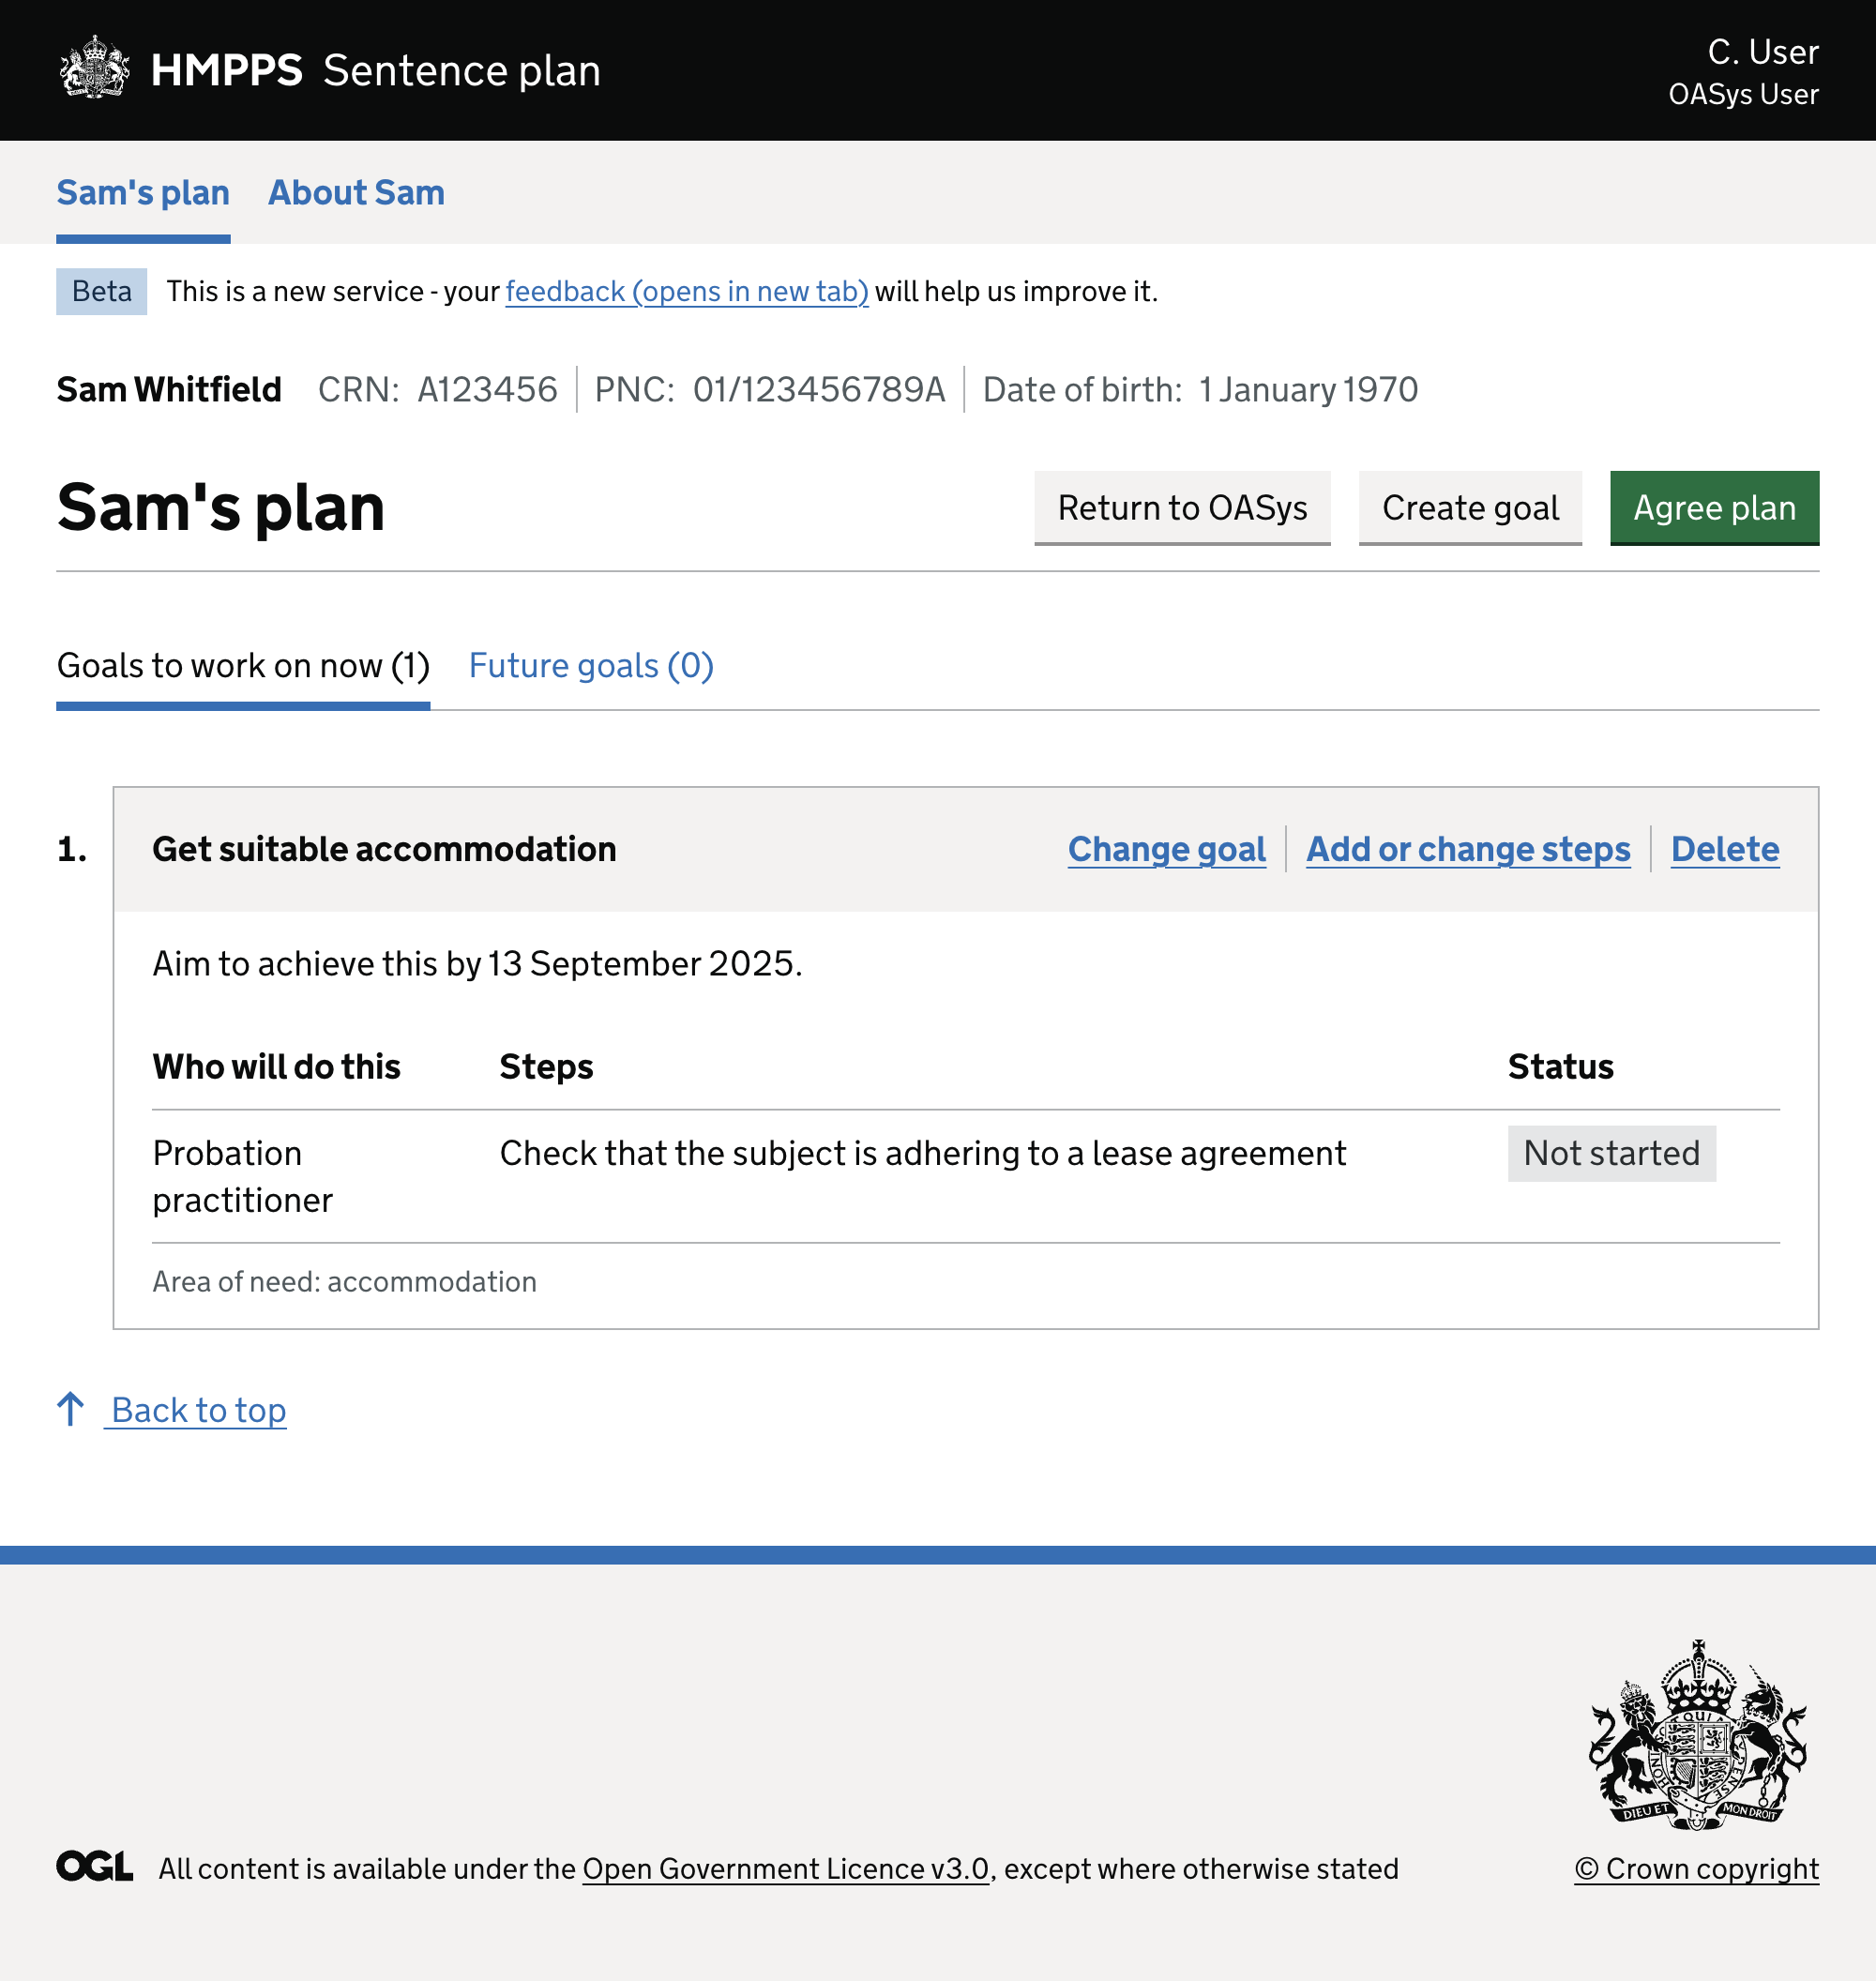 HMPPS Sentence plan
C. User
OASys User
Sam's plan About Sam
Beta This is a new service - your feedback (opens in new tab) will help us improve it.
Sam Whitfield CRN: A123456 PNC: 01/123456789A Date of birth: 1 January 1970
Sam's plan
Return to OASys Create goal Agree plan
Goals to work on now (1) Future goals (0)
1. Get suitable accommodation Change goal Add or change steps Delete
Aim to achieve this by 13 September 2025.
Who will do this Steps Status
Probation Check that the subject is adhering to a lease agreement Not started
practitioner
Area of need: accommodation
Back to top
DIEU ET MON DROIT
OGL All content is available under the Open Government Licence v3.0, except where otherwise stated
© Crown copyright